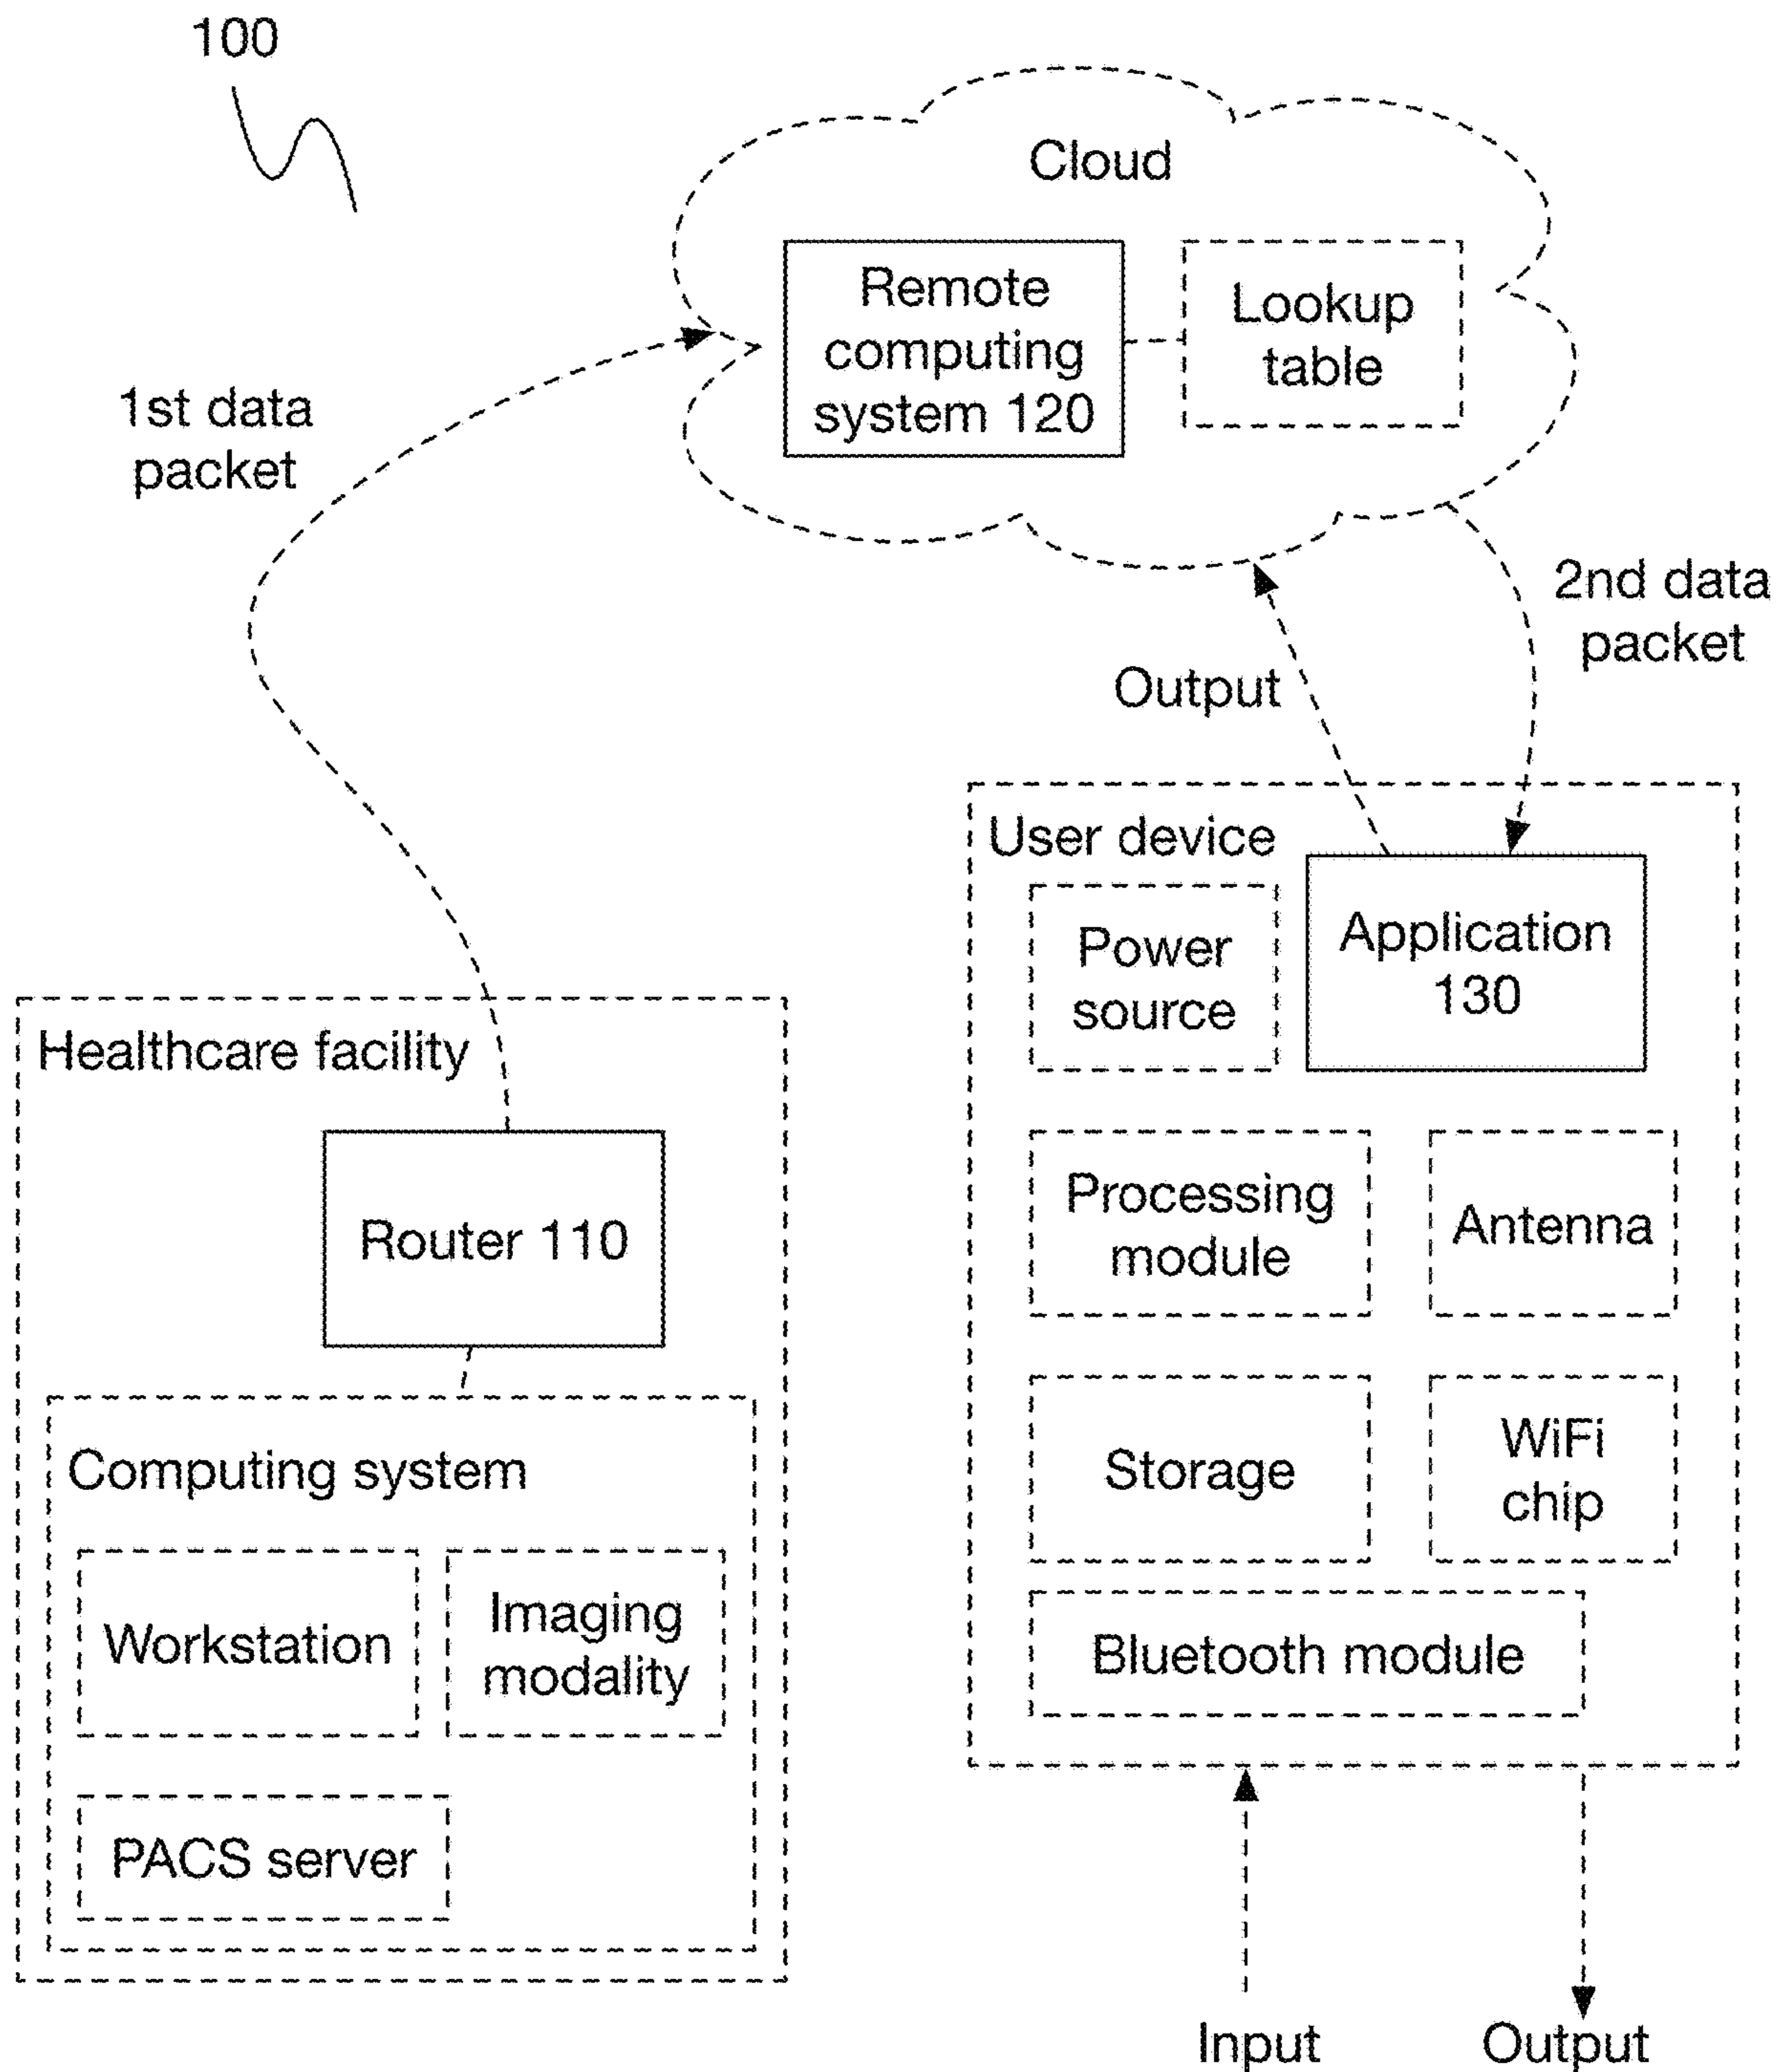 100
Cloud
Remote
computing
system 120
Lookup
table
1st data
packet
2nd data
packet
Output
User device
Power
source
Application
130
Healthcare facility
Router 110
Processing
module
Antenna
Computing system
Storage
WiFi
chip
Workstation
Imaging
modality
Bluetooth module
PACS server
Input
Output